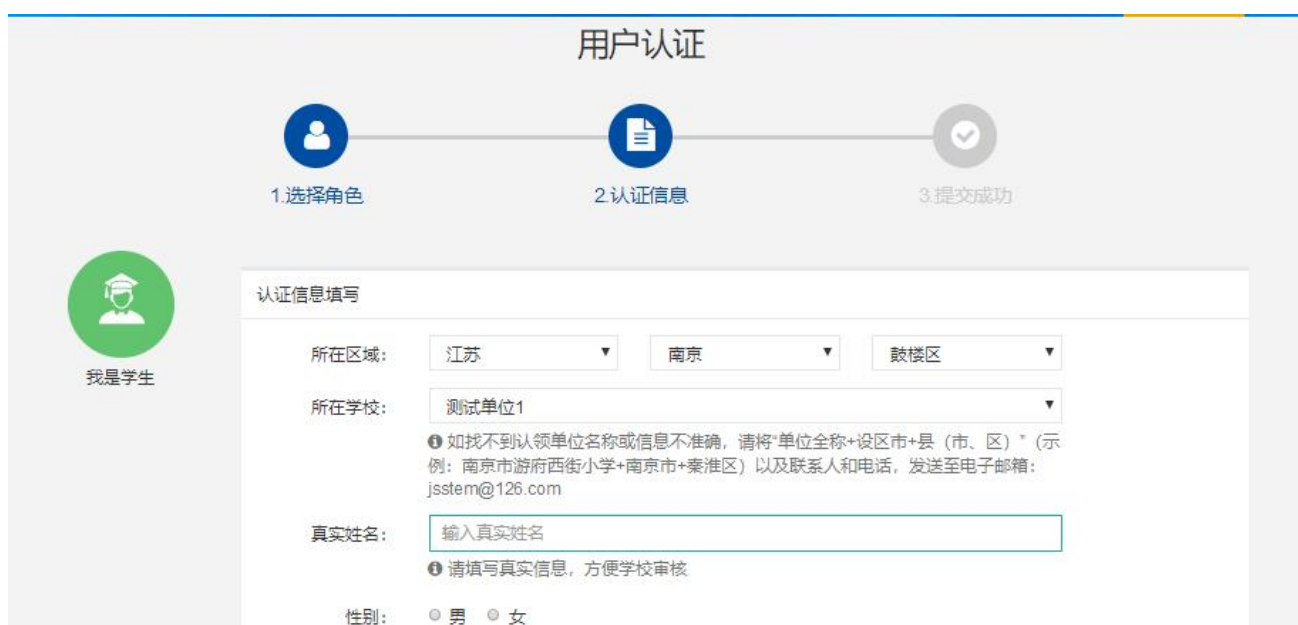 用户认证
1.选择角色 2.认证信息 3.提交成功
我是学生
认证信息填写
所在区域： 江苏 南京 鼓楼区
所在学校： 测试单位1
如找不到认领单位名称或信息不准确，请将“单位全称+设区市+县（市、区）”（示
例：南京市游府西街小学+南京市+秦淮区）以及联系人和电话，发送至电子邮箱：
jsstem@126.com
真实姓名： 输入真实姓名
请填写真实信息，方便学校审核
性别： 男 女